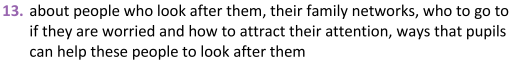 13. about people who look after them, their family networks, who to go to
if they are worried and how to attract their attention, ways that pupils
can help these people to look after them